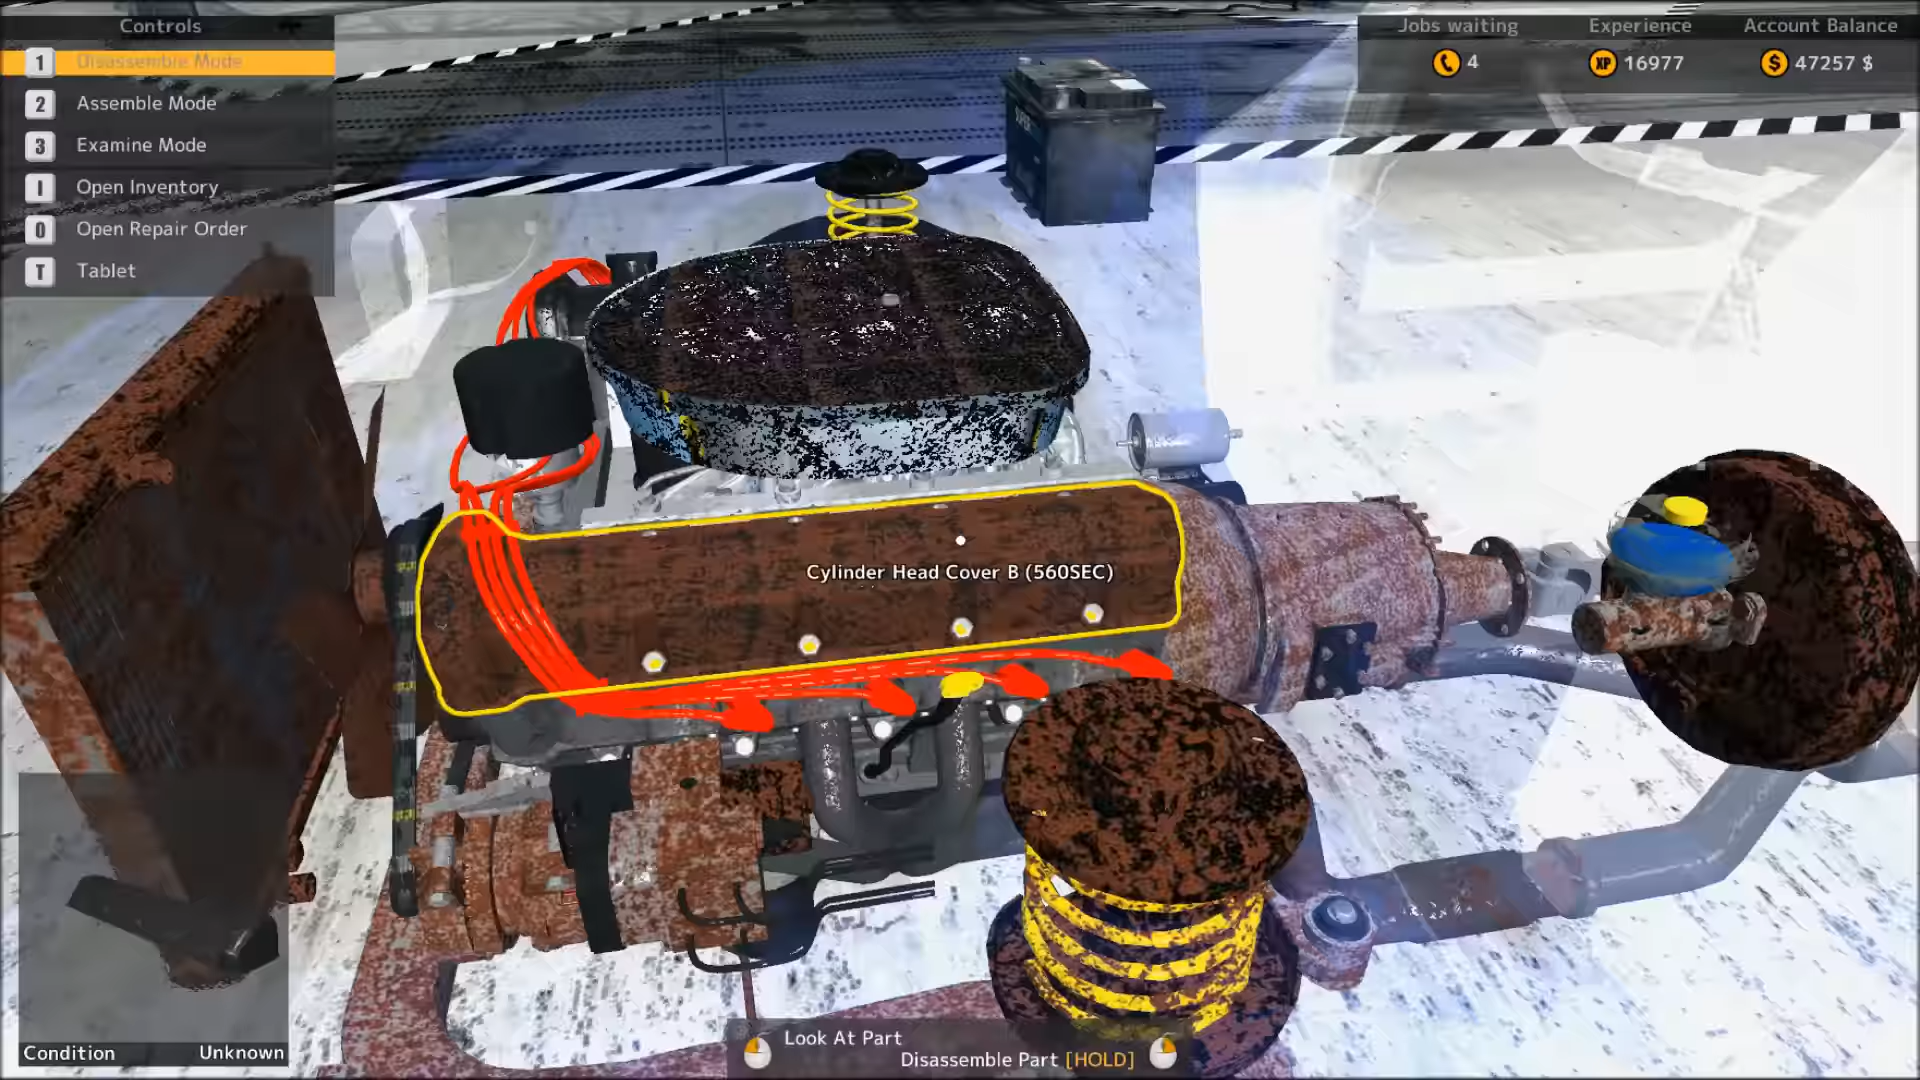 Controls
1 Disassemble Mode
2 Assemble Mode
3 Examine Mode
I Open Inventory
O Open Repair Order
T Tablet
Jobs waiting Experience Account Balance
4 XP 16977 $ 47257 $
Cylinder Head Cover B (560SEC)
Condition Unknown
Look At Part
Disassemble Part [HOLD]